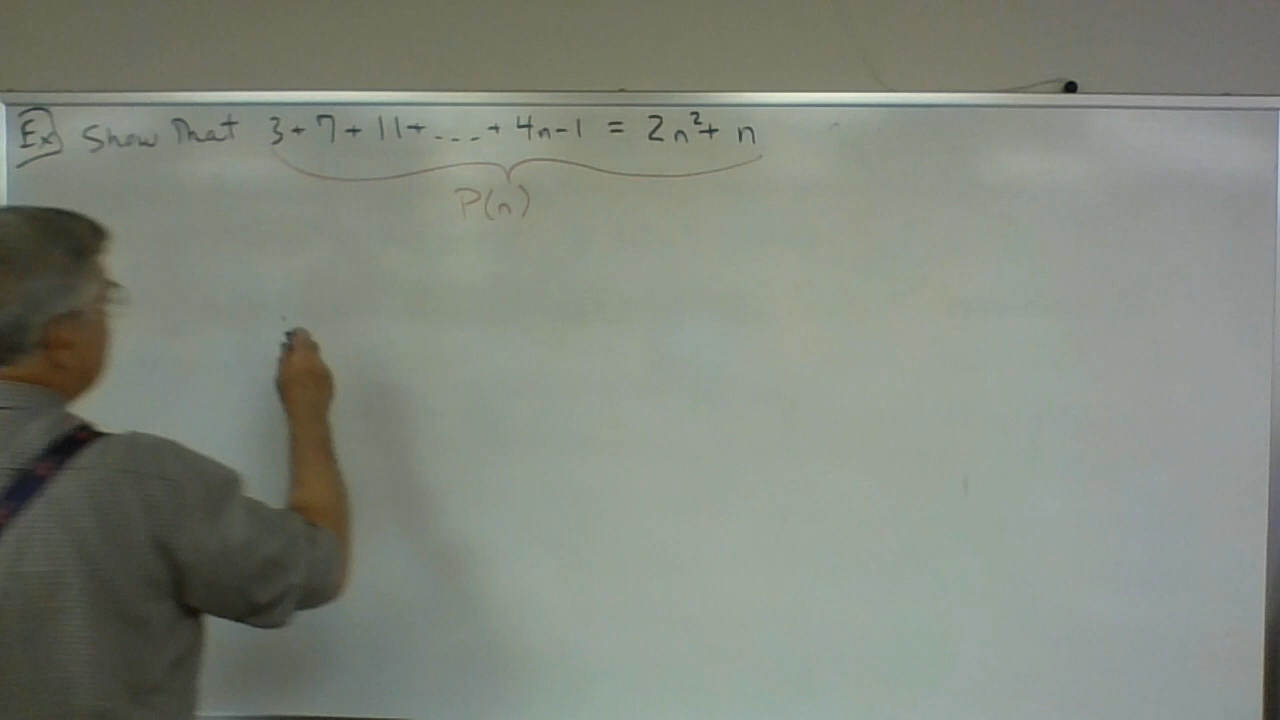 Ex Show That 3+7+11+...+ 4n-1 = 2n²+ n
P(n)